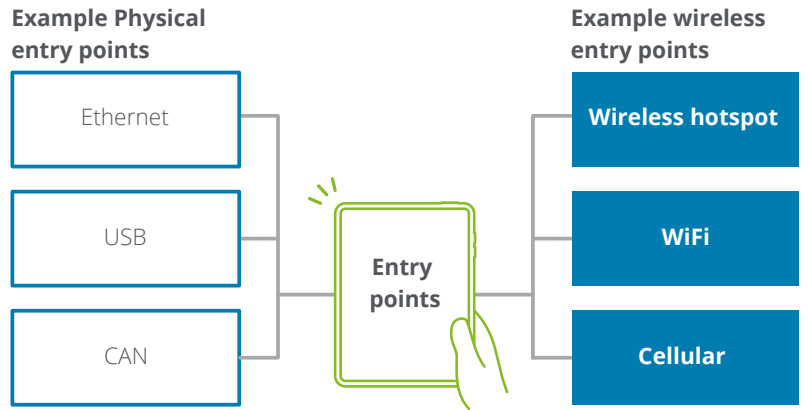 Example Physical
entry points
Ethernet
USB
CAN
Entry
points
Example wireless
entry points
Wireless hotspot
WiFi
Cellular